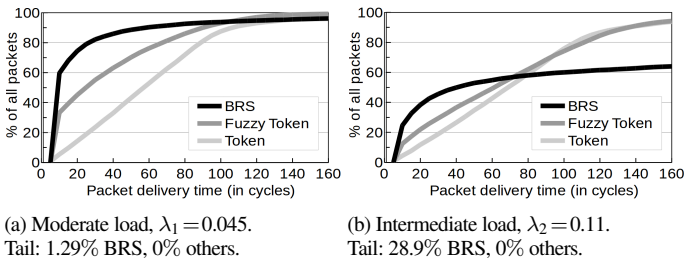 % of all packets
100
80
60
40
20
0
BRS
Fuzzy Token
Token
0 20 40 60 80 100 120 140 160
Packet delivery time (in cycles)
(a) Moderate load, λ1 = 0.045.
Tail: 1.29% BRS, 0% others.
% of all packets
100
80
60
40
20
0
BRS
Fuzzy Token
Token
0 20 40 60 80 100 120 140 160
Packet delivery time (in cycles)
(b) Intermediate load, λ2 = 0.11.
Tail: 28.9% BRS, 0% others.